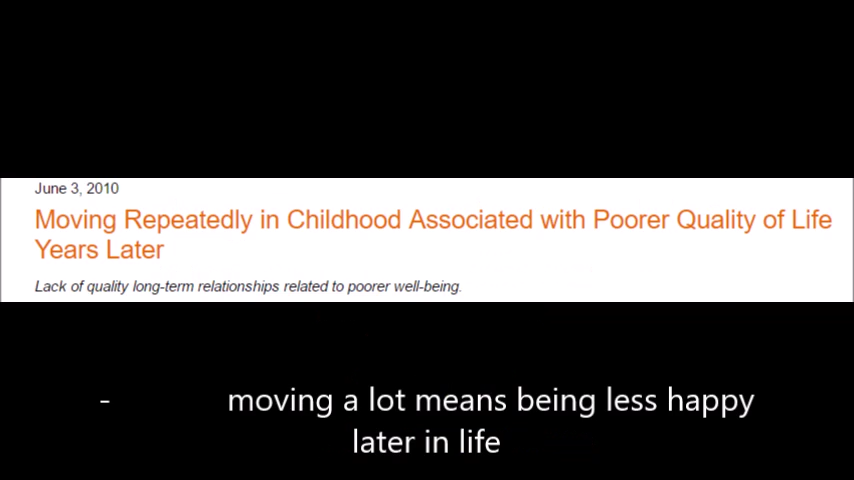 June 3, 2010
Moving Repeatedly in Childhood Associated with Poorer Quality of Life
Years Later
Lack of quality long-term relationships related to poorer well-being.
- moving a lot means being less happy
later in life